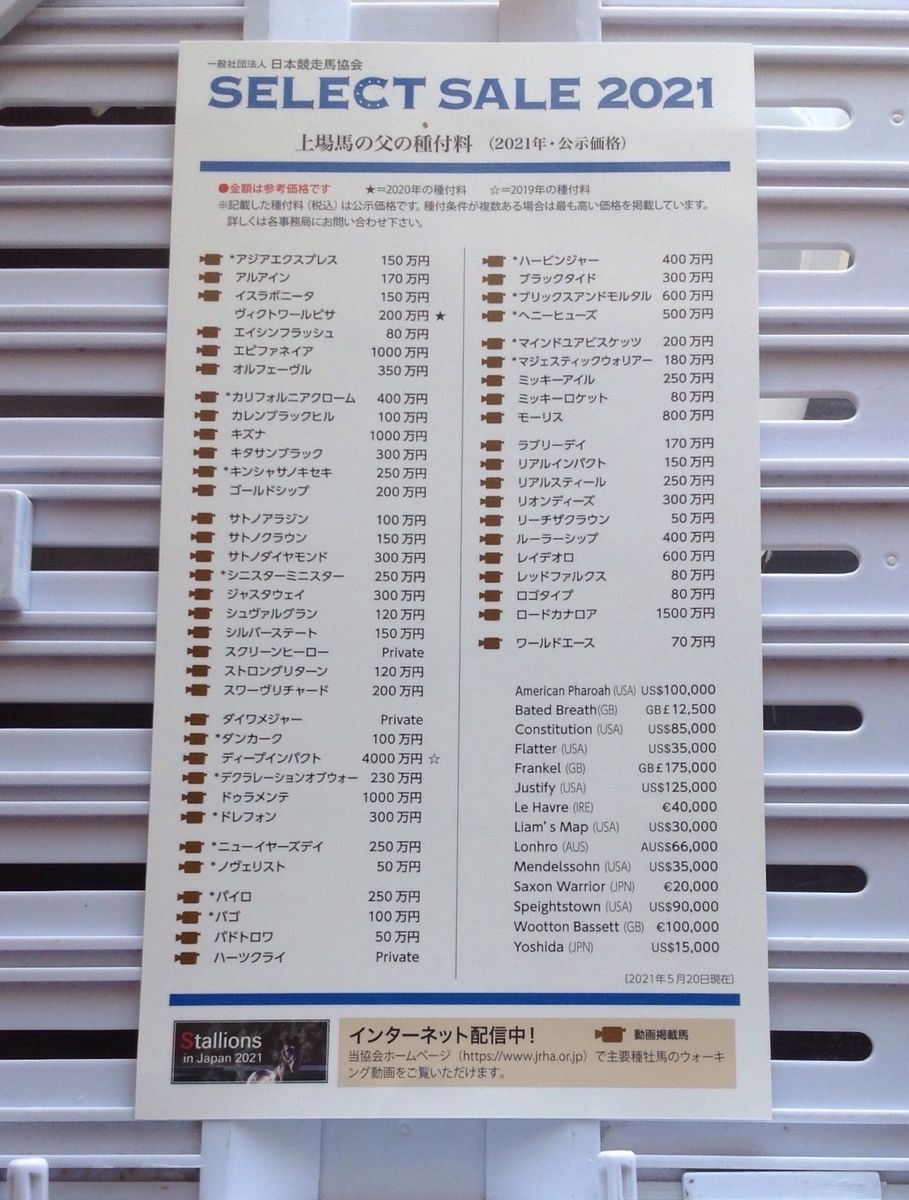 一般社団法人 日本競走馬協会
SELECT SALE 2021
上場馬の父の種付料 (2021年・公示価格)
●金額は参考価格です ★=2020年の種付料 ☆=2019年の種付料
※記載した種付料(税込)は公示価格です。種付条件が複数ある場合は最も高い価格を掲載しています。
詳しくは各事務局にお問い合わせ下さい。
*アジアエクスプレス 150万円
アルアイン 170万円
イスラボニータ 150万円
ヴィクトワールピサ 200万円 ★
エイシンフラッシュ 80万円
エピファネイア 1000万円
オルフェーヴル 350万円
*カリフォルニアクローム 400万円
カレンブラックヒル 100万円
キズナ 1000万円
キタサンブラック 300万円
*キンシャサノキセキ 250万円
ゴールドシップ 200万円
サトノアラジン 100万円
サトノクラウン 150万円
サトノダイヤモンド 300万円
*シニスターミニスター 250万円
ジャスタウェイ 300万円
シュヴァルグラン 120万円
シルバーステート 150万円
スクリーンヒーロー Private
ストロングリターン 120万円
スワーヴリチャード 200万円
ダイワメジャー Private
*ダンカーク 100万円
ディープインパクト 4000万円 ☆
*デクラレーションオブウォー 230万円
ドゥラメンテ 1000万円
*ドレフォン 300万円
*ニューイヤーズデイ 250万円
*ノヴェリスト 50万円
*パイロ 250万円
*バゴ 100万円
パドトロワ 50万円
ハーツクライ Private
*ハービンジャー 400万円
ブラックタイド 300万円
*ブリックスアンドモルタル 600万円
*ヘニーヒューズ 500万円
*マインドユアビスケッツ 200万円
*マジェスティックウォリアー 180万円
ミッキーアイル 250万円
ミッキーロケット 80万円
モーリス 800万円
ラブリーデイ 170万円
リアルインパクト 150万円
リアルスティール 250万円
リオンディーズ 300万円
リーチザクラウン 50万円
ルーラーシップ 400万円
レイデオロ 600万円
レッドファルクス 80万円
ロゴタイプ 80万円
ロードカナロア 1500万円
ワールドエース 70万円
American Pharoah (USA) US$100,000
Bated Breath(GB) GB£12,500
Constitution (USA) US$85,000
Flatter (USA) US$35,000
Frankel (GB) GB£175,000
Justify (USA) US$125,000
Le Havre (IRE) €40,000
Liam's Map (USA) US$30,000
Lonhro (AUS) AUS$66,000
Mendelssohn (USA) US$35,000
Saxon Warrior (JPN) €20,000
Speightstown (USA) US$90,000
Wootton Bassett (GB) €100,000
Yoshida (JPN) US$15,000
〔2021年5月20日現在〕
Stallions
in Japan 2021
インターネット配信中! 動画掲載馬
当協会ホームページ(https://www.jrha.or.jp)で主要種牡馬のウォーキ
ング動画をご覧いただけます。